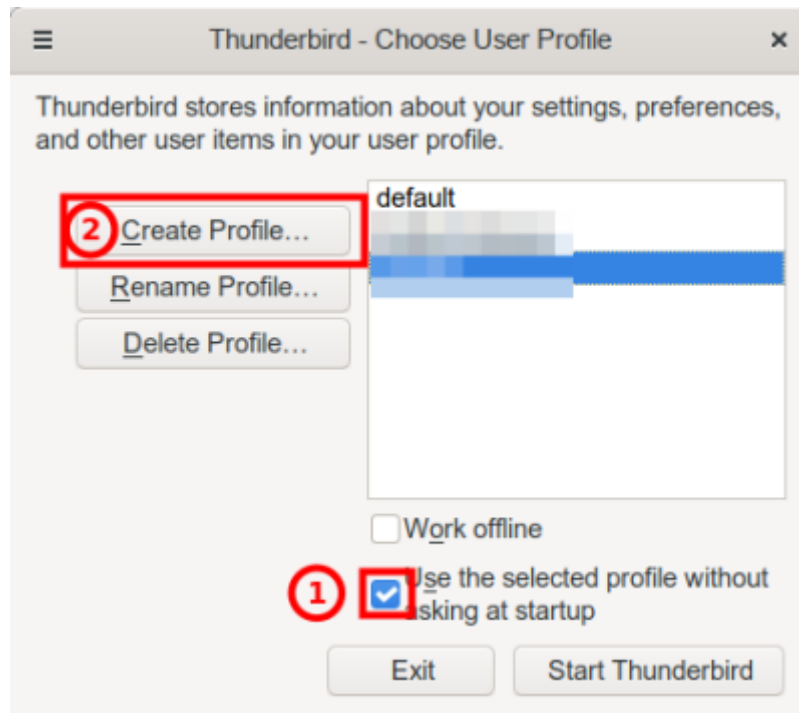 Thunderbird - Choose User Profile
Thunderbird stores information about your settings, preferences,
and other user items in your user profile.
default
2 Create Profile...
Rename Profile...
Delete Profile...
Work offline
1 Use the selected profile without
asking at startup
Exit Start Thunderbird